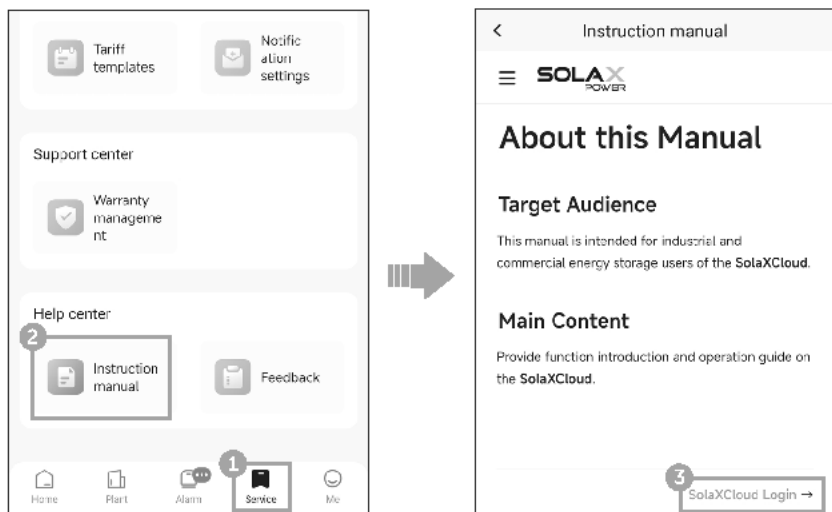 Tariff
templates
Notific
ation
settings
Support center
Warranty
manageme
nt
Help center
2
Instruction
manual
Feedback
1
Home
Plant
Alarm
Service
Me
Instruction manual
SOLAX
POWER
About this Manual
Target Audience
This manual is intended for industrial and
commercial energy storage users of the SolaXCloud.
Main Content
Provide function introduction and operation guide on
the SolaXCloud.
3
SolaXCloud Login →